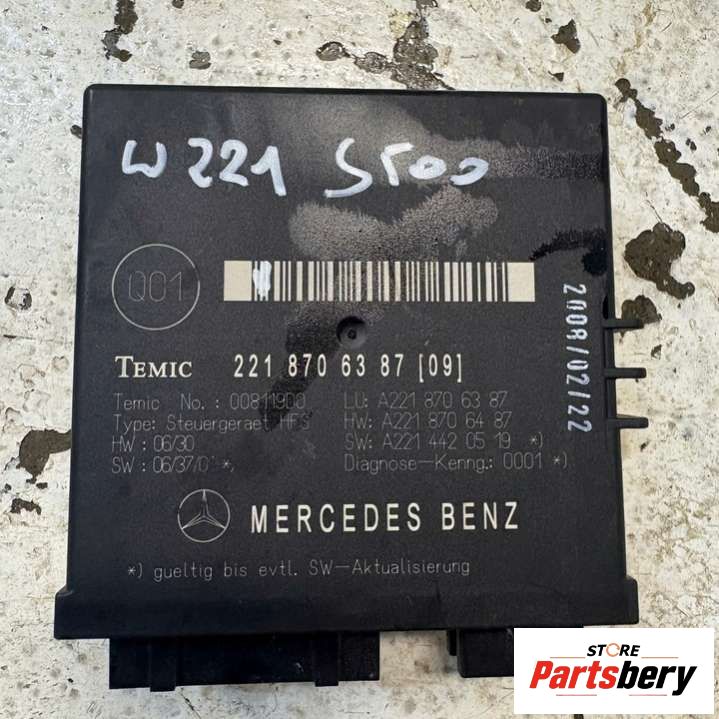 W221 S500
Q01
2008/02/22
TEMIC 221 870 63 87 [09]
Temic No.: 00811900 LU: A221 870 63 87
Type: Steuergeraet HFS HW: A221 870 64 87
HW : 06/30 SW: A221 442 05 19 *)
SW : 06/37/0 *, Diagnose-Kenng.: 0001 *)
MERCEDES BENZ
*) gueltig bis evtl. SW-Aktualisierung
STORE
Partsbery